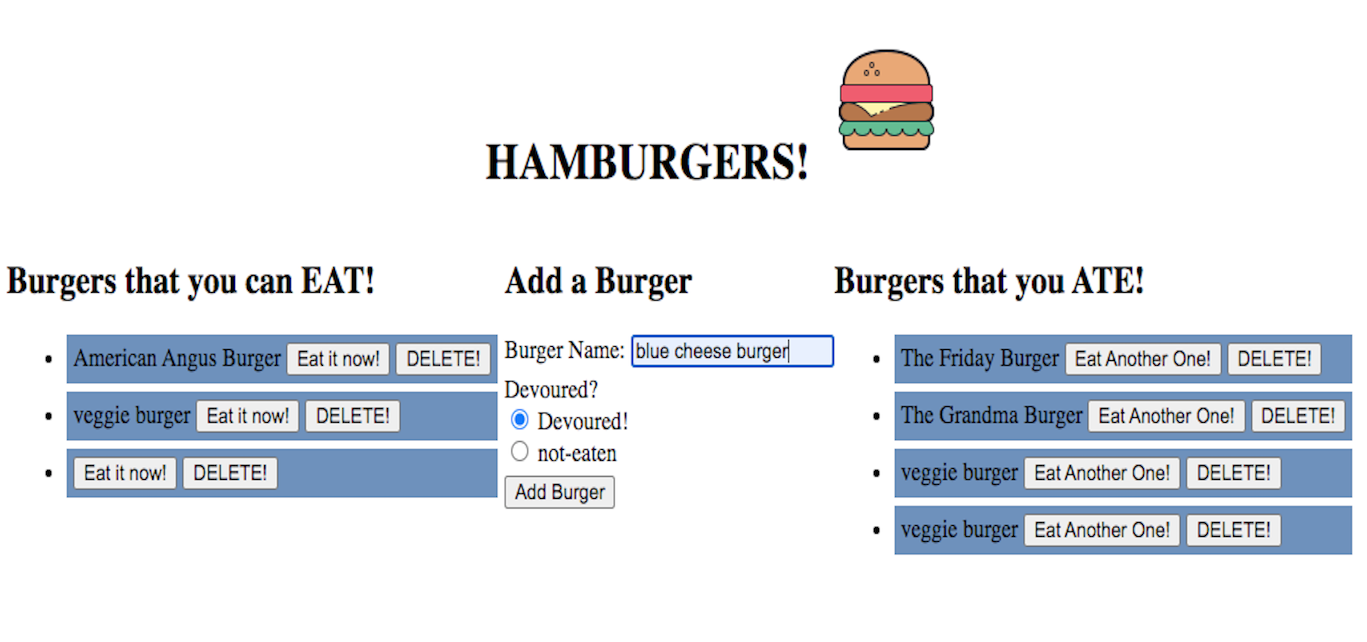 HAMBURGERS!
Burgers that you can EAT!
American Angus Burger Eat it now! DELETE!
veggie burger Eat it now! DELETE!
Eat it now! DELETE!
Add a Burger
Burger Name: blue cheese burger
Devoured?
Devoured!
not-eaten
Add Burger
Burgers that you ATE!
The Friday Burger Eat Another One! DELETE!
The Grandma Burger Eat Another One! DELETE!
veggie burger Eat Another One! DELETE!
veggie burger Eat Another One! DELETE!